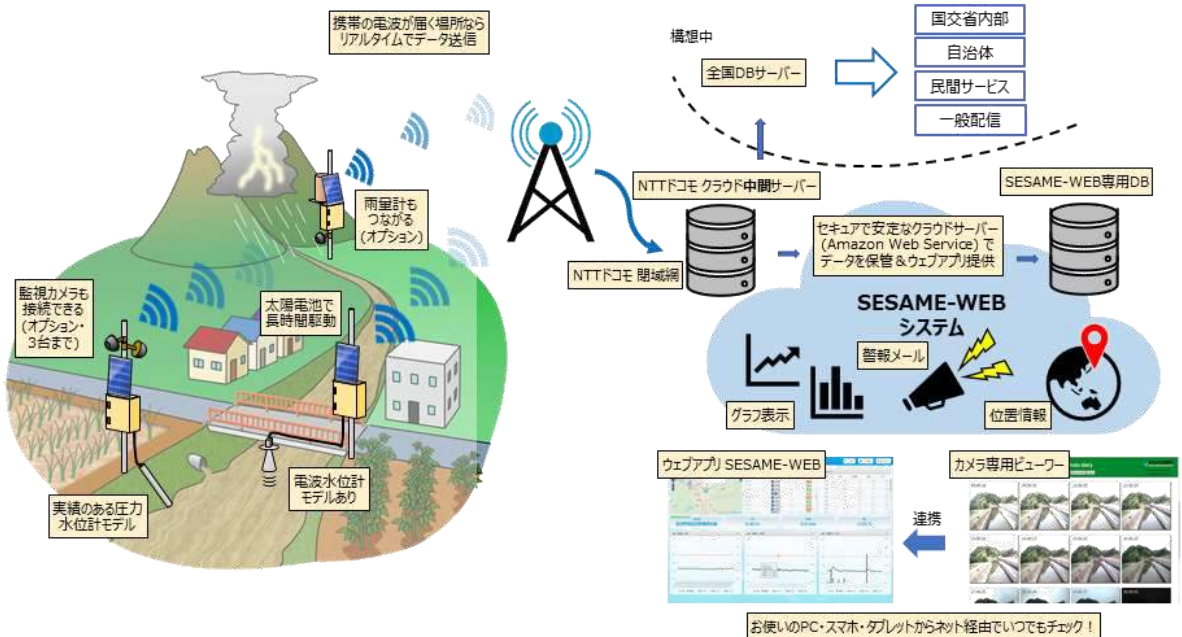 携帯の電波が届く場所なら
リアルタイムでデータ送信
雨量計も
つながる
(オプション)
監視カメラも
接続できる
(オプション・
3台まで)
太陽電池で
長時間駆動
電波水位計
モデルあり
実績のある圧力
水位計モデル
構想中
全国DBサーバー
国交省内部
自治体
民間サービス
一般配信
NTTドコモ クラウド中間サーバー
NTTドコモ 閉域網
SESAME-WEB専用DB
セキュアで安定なクラウドサーバー
(Amazon Web Service) で
データを保管&ウェブアプリ提供
SESAME-WEB
システム
警報メール
グラフ表示
位置情報
ウェブアプリ SESAME-WEB
カメラ専用ビューワー
連携
お使いのPC・スマホ・タブレットからネット経由でいつでもチェック!